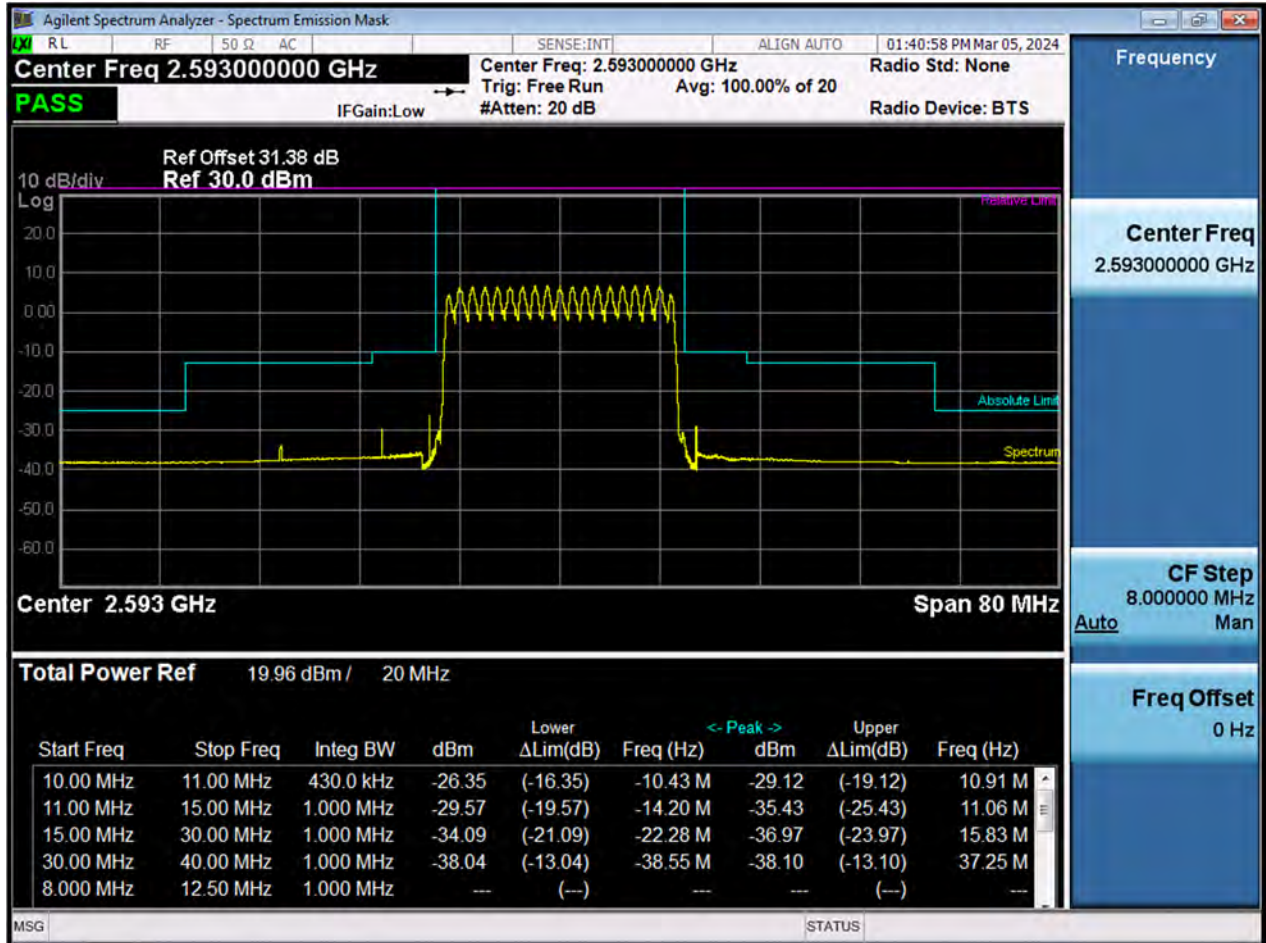 Agilent Spectrum Analyzer - Spectrum Emission Mask
LXI RL RF 50 Ω AC SENSE:INT ALIGN AUTO 01:40:58 PM Mar 05, 2024
Center Freq 2.593000000 GHz Center Freq: 2.593000000 GHz Radio Std: None
Trig: Free Run Avg: 100.00% of 20
PASS IFGain:Low #Atten: 20 dB Radio Device: BTS
Ref Offset 31.38 dB
10 dB/div Ref 30.0 dBm
Log
Relative Limit
20.0
10.0
0.00
-10.0
-20.0
Absolute Limit
-30.0
Spectrum
-40.0
-50.0
-60.0
Center 2.593 GHz Span 80 MHz
Total Power Ref 19.96 dBm / 20 MHz
Lower <- Peak -> Upper
Start Freq Stop Freq Integ BW dBm ΔLim(dB) Freq (Hz) dBm ΔLim(dB) Freq (Hz)
10.00 MHz 11.00 MHz 430.0 kHz -26.35 (-16.35) -10.43 M -29.12 (-19.12) 10.91 M
11.00 MHz 15.00 MHz 1.000 MHz -29.57 (-19.57) -14.20 M -35.43 (-25.43) 11.06 M
15.00 MHz 30.00 MHz 1.000 MHz -34.09 (-21.09) -22.28 M -36.97 (-23.97) 15.83 M
30.00 MHz 40.00 MHz 1.000 MHz -38.04 (-13.04) -38.55 M -38.10 (-13.10) 37.25 M
8.000 MHz 12.50 MHz 1.000 MHz --- (---) --- --- (---) ---
MSG STATUS
Frequency
Center Freq
2.593000000 GHz
CF Step
8.000000 MHz
Auto Man
Freq Offset
0 Hz